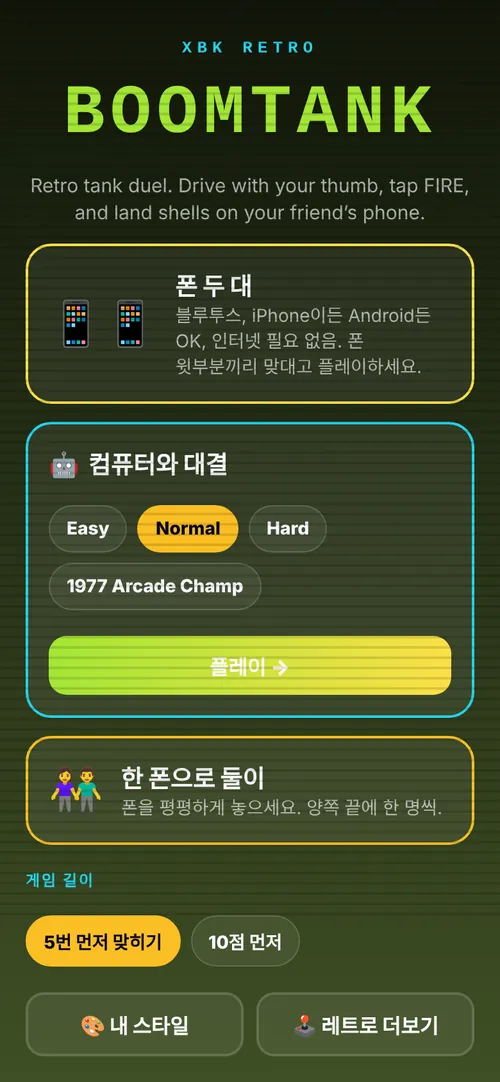 XBK RETRO
BOOMTANK
Retro tank duel. Drive with your thumb, tap FIRE,
and land shells on your friend’s phone.
폰 두 대
블루투스, iPhone이든 Android든
OK, 인터넷 필요 없음. 폰
윗부분끼리 맞대고 플레이하세요.
🤖 컴퓨터와 대결
Easy Normal Hard
1977 Arcade Champ
플레이 →
한 폰으로 둘이
폰을 평평하게 놓으세요. 양쪽 끝에 한 명씩.
게임 길이
5번 먼저 맞히기 10점 먼저
🎨 내 스타일 🕹️ 레트로 더보기